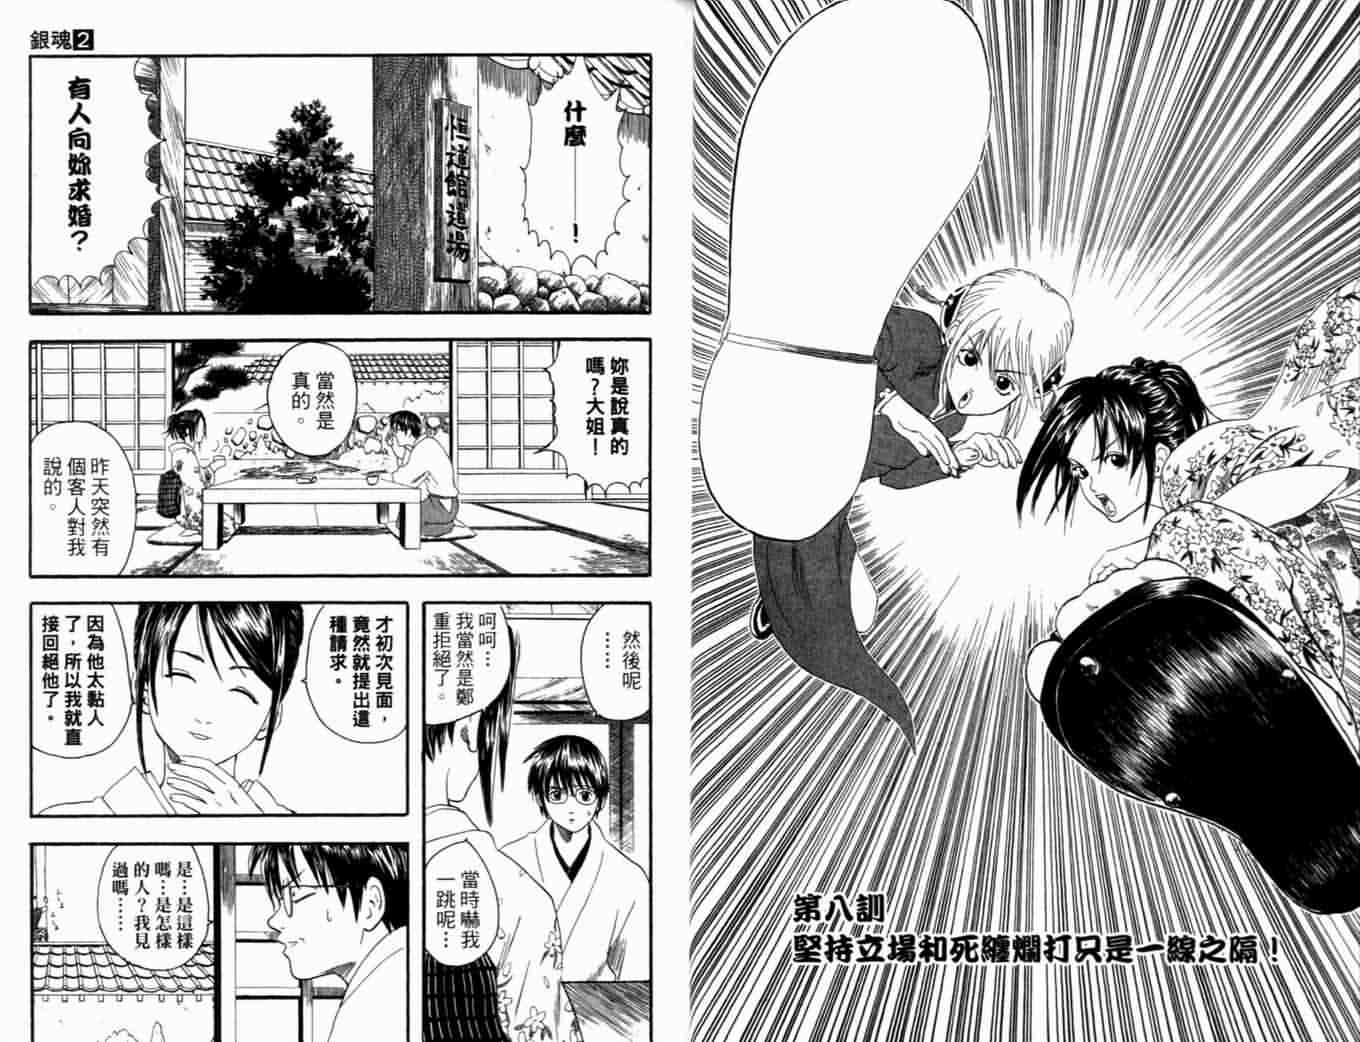 第八訓
堅持立場和死纏爛打只是一線之隔！
銀魂2
什麼——！
恒道館道場
有人向妳求婚？
妳是說真的
嗎？大姐！
當然是
真的。
昨天突然有
個客人對我
說的。
然後呢
……
呵呵…
我當然是鄭
重拒絕了。
當時嚇我
一跳呢…
才初次見面，
竟然就提出這
種請求。
因為他太黏人
了，所以我就直
接回絕他了。
是…是這樣
嗎…是怎樣
的人？我見
過嗎……